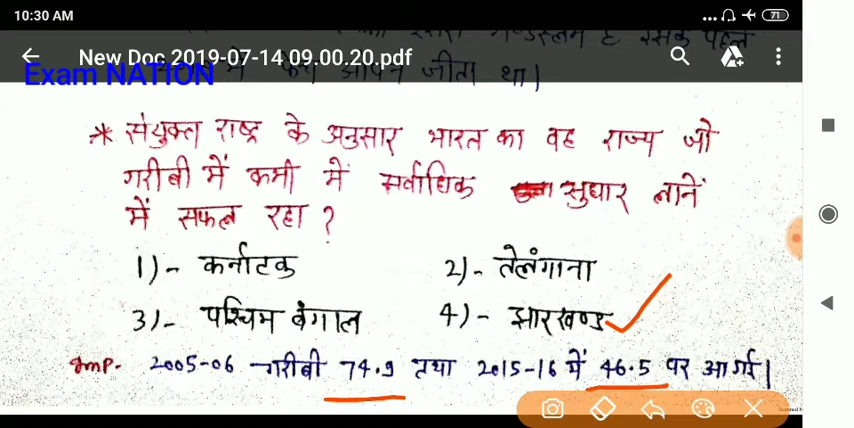 10:30 AM
71
New Doc 2019-07-14 09.00.20.pdf
Exam NATION
में आपने जीता था।
* संयुक्त राष्ट्र के अनुसार भारत का वह राज्य जो
गरीबी में कमी में सर्वाधिक सुधार लाने
में सफल रहा ?
1)- कर्नाटक 2)- तेलंगाना
3)- पश्चिम बंगाल 4)- झारखण्ड
Imp. 2005-06 गरीबी 74.9 तथा 2015-16 में 46.5 पर आ गई।